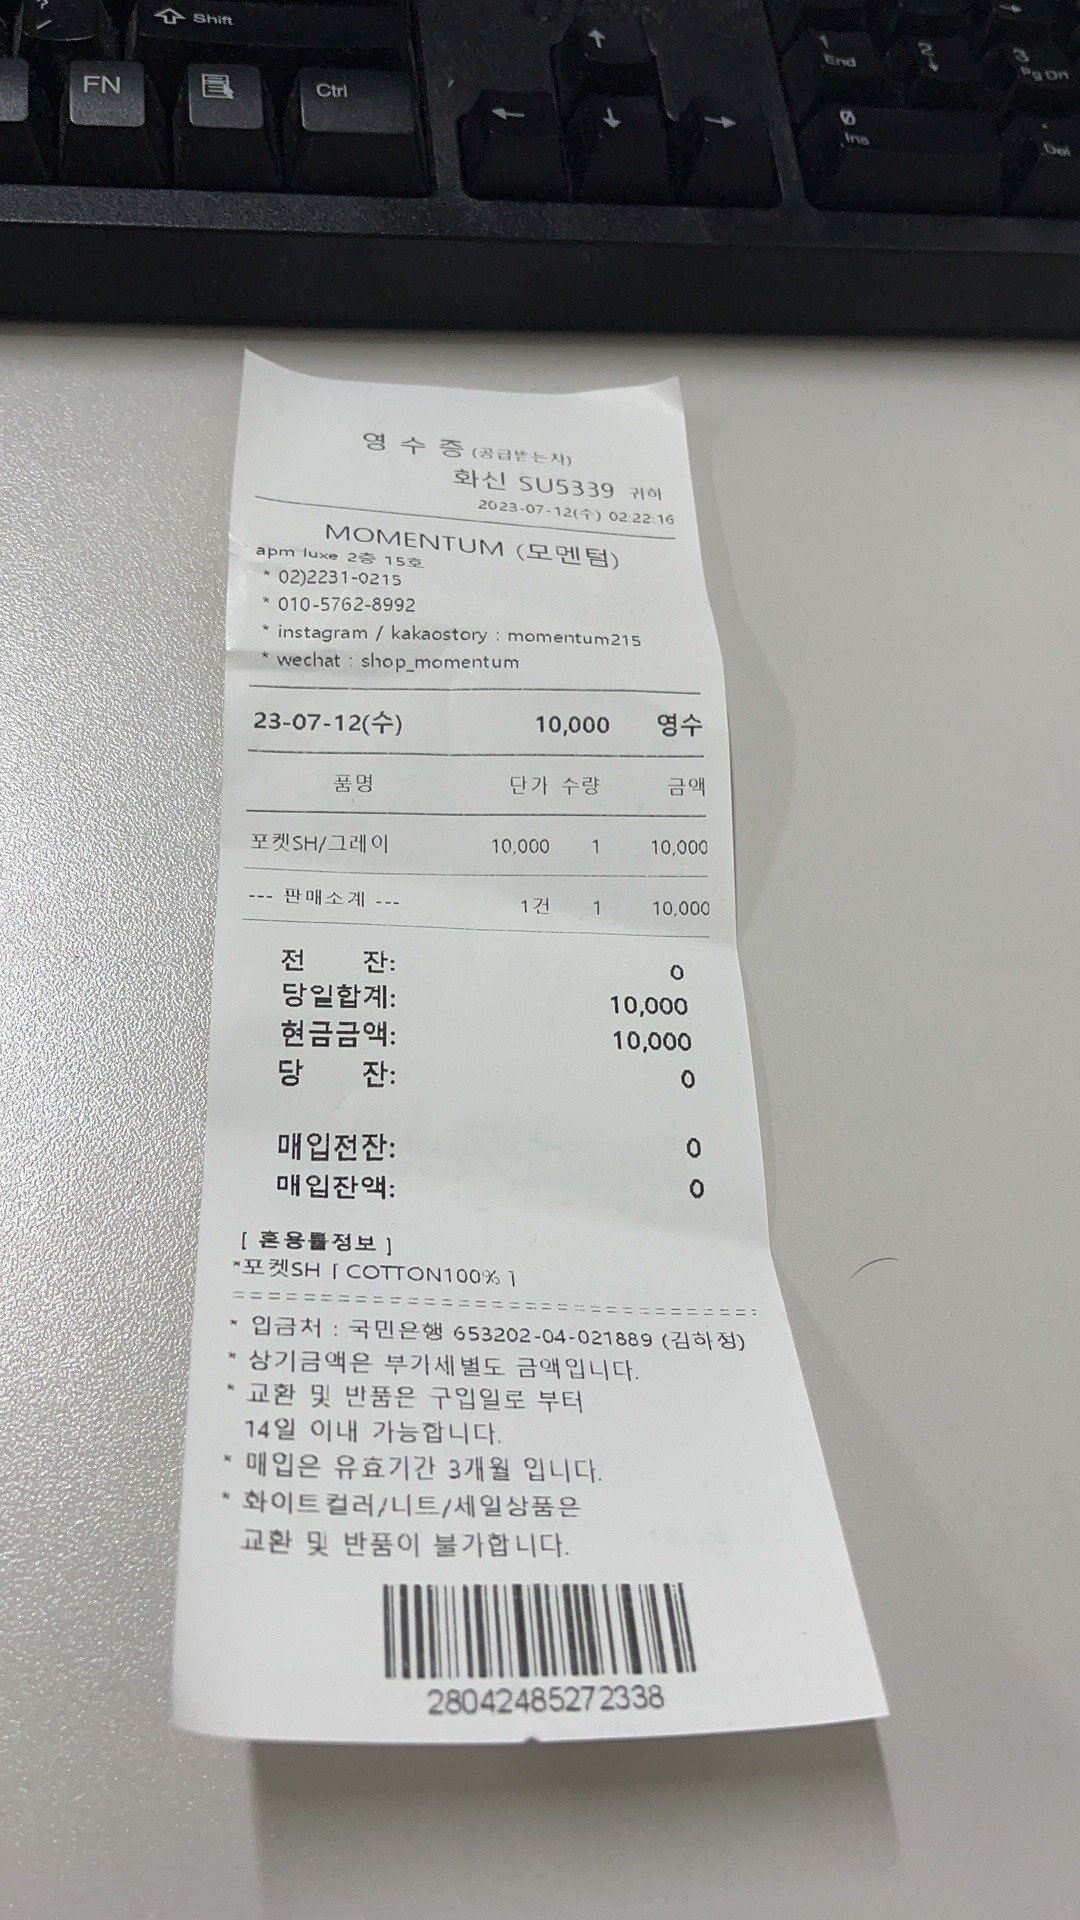 ? /
Shift
FN
Ctrl
↑
← ↓ →
1 End
2 ↓
3 Pg Dn
0 Ins
. Del
영 수 증 (공급받는자)
화신 SU5339 귀하
2023-07-12(수) 02:22:16
MOMENTUM (모멘텀)
apm luxe 2층 15호
* 02)2231-0215
* 010-5762-8992
* instagram / kakaostory : momentum215
* wechat : shop_momentum
23-07-12(수) 10,000 영수
품명 단가 수량 금액
포켓SH/그레이 10,000 1 10,000
--- 판매소계 --- 1건 1 10,000
전 잔: 0
당일합계: 10,000
현금금액: 10,000
당 잔: 0
매입전잔: 0
매입잔액: 0
[ 혼용률정보 ]
*포켓SH [ COTTON100% ]
* 입금처 : 국민은행 653202-04-021889 (김하정)
* 상기금액은 부가세별도 금액입니다.
* 교환 및 반품은 구입일로 부터
14일 이내 가능합니다.
* 매입은 유효기간 3개월 입니다.
* 화이트컬러/니트/세일상품은
교환 및 반품이 불가합니다.
28042485272338